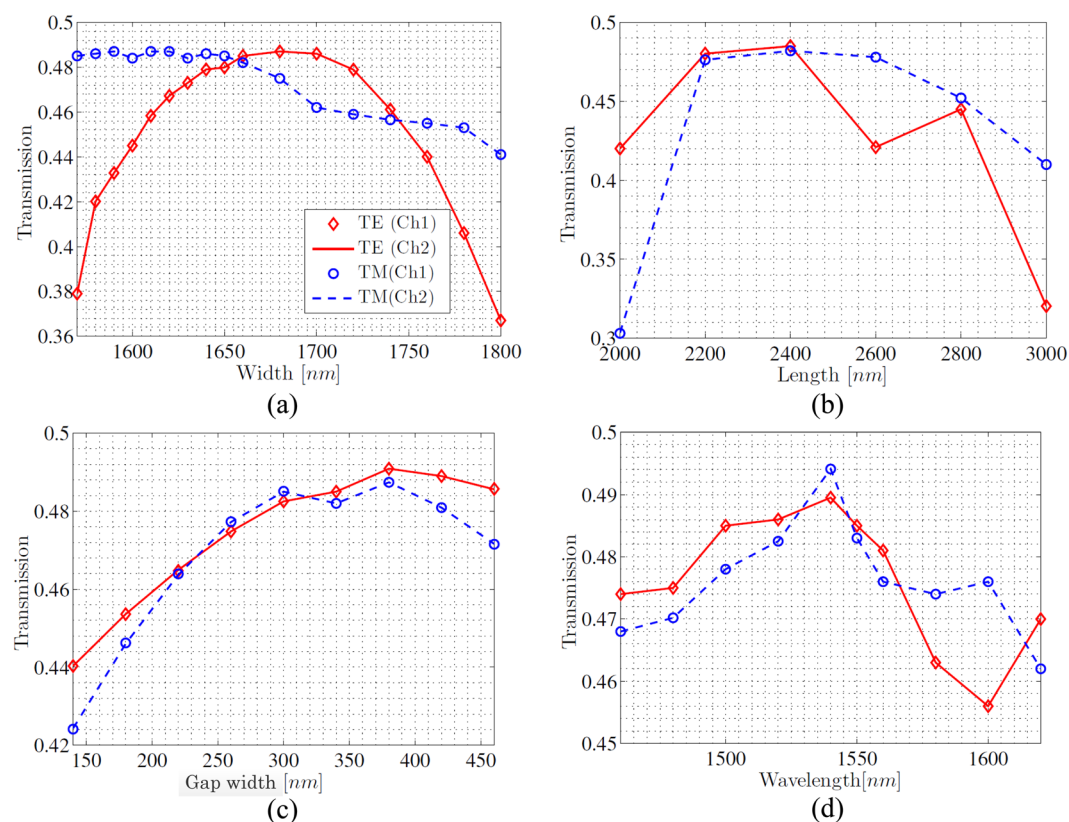 0.5
0.48
0.46
0.44
0.42
0.4
0.38
0.36
Transmission
1600 1650 1700 1750 1800
Width [nm]
TE (Ch1)
TE (Ch2)
TM(Ch1)
TM(Ch2)
(a)
0.5
0.45
0.4
0.35
0.3
Transmission
2000 2200 2400 2600 2800 3000
Length [nm]
(b)
0.5
0.48
0.46
0.44
0.42
Transmission
150 200 250 300 350 400 450
Gap width [nm]
(c)
0.5
0.49
0.48
0.47
0.46
0.45
Transmission
1500 1550 1600
Wavelength[nm]
(d)